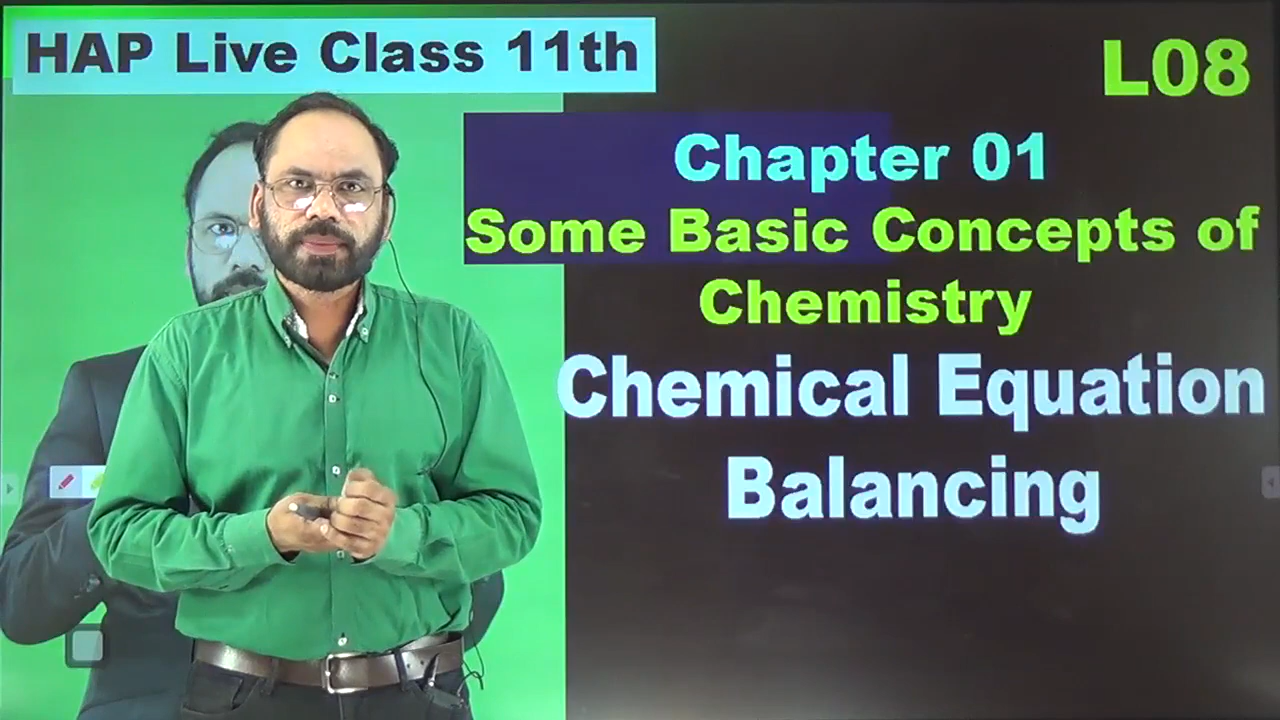 HAP Live Class 11th
L08
Chapter 01
Some Basic Concepts of
Chemistry
Chemical Equation
Balancing